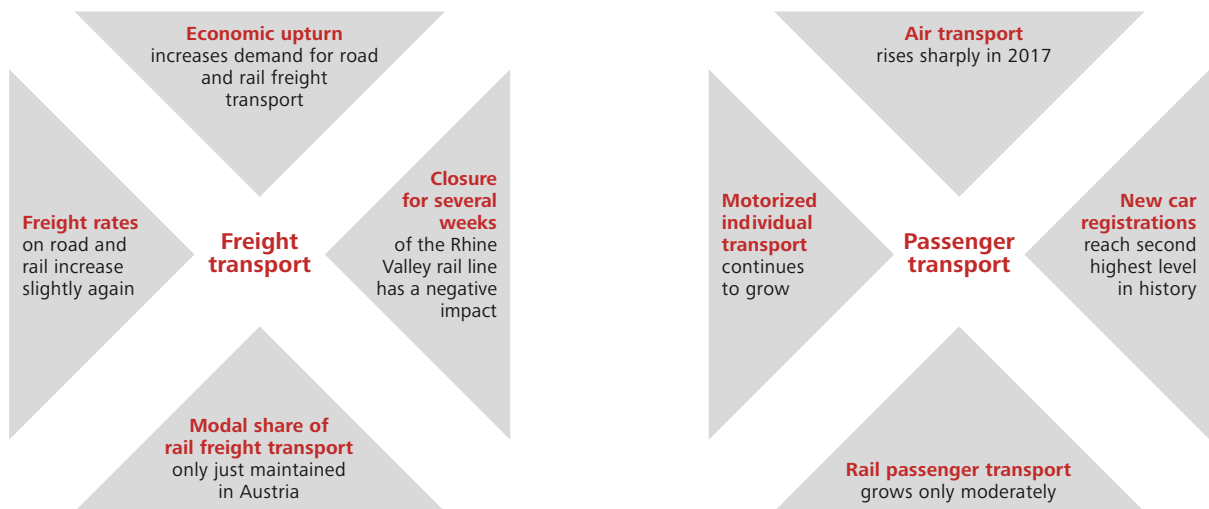 Economic upturn
increases demand for road
and rail freight
transport
Freight rates
on road and
rail increase
slightly again
Freight
transport
Closure
for several
weeks
of the Rhine
Valley rail line
has a negative
impact
Modal share of
rail freight transport
only just maintained
in Austria
Air transport
rises sharply in 2017
Motorized
individual
transport
continues
to grow
Passenger
transport
New car
registrations
reach second
highest level
in history
Rail passenger transport
grows only moderately